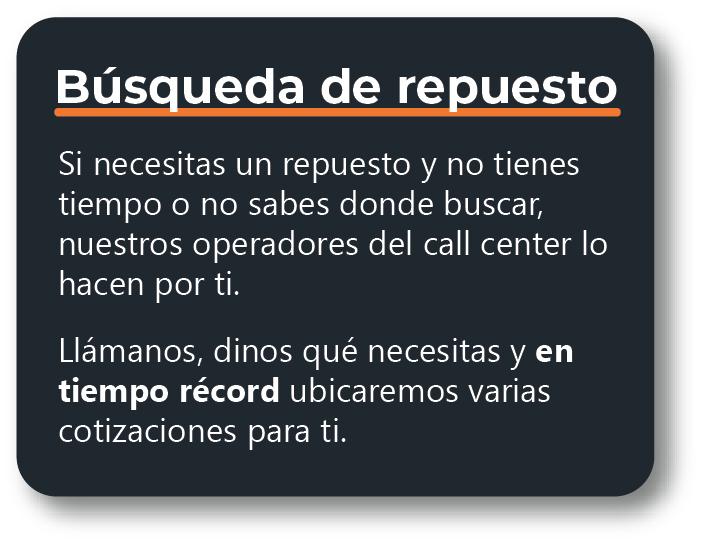 Búsqueda de repuesto
Si necesitas un repuesto y no tienes
tiempo o no sabes donde buscar,
nuestros operadores del call center lo
hacen por ti.
Llámanos, dinos qué necesitas y en
tiempo récord ubicaremos varias
cotizaciones para ti.